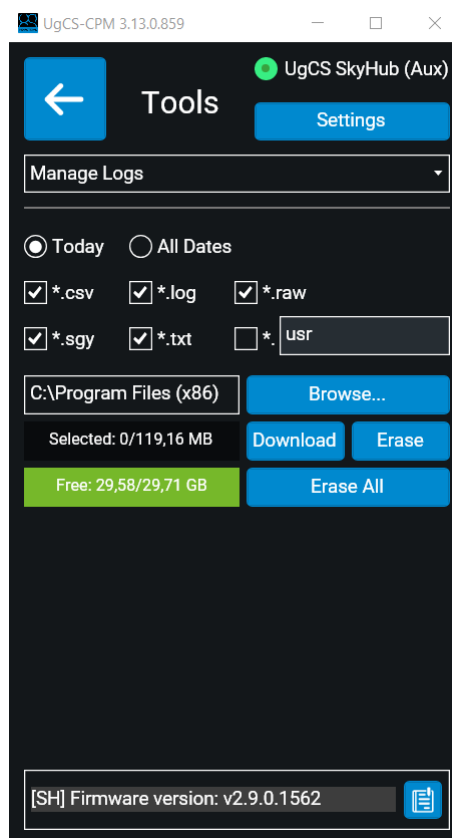 UgCS-CPM 3.13.0.859
UgCS SkyHub (Aux)
Tools
Settings
Manage Logs
Today All Dates
*.csv *.log *.raw
*.sgy *.txt *. usr
C:\Program Files (x86) Browse...
Selected: 0/119,16 MB Download Erase
Free: 29,58/29,71 GB Erase All
[SH] Firmware version: v2.9.0.1562